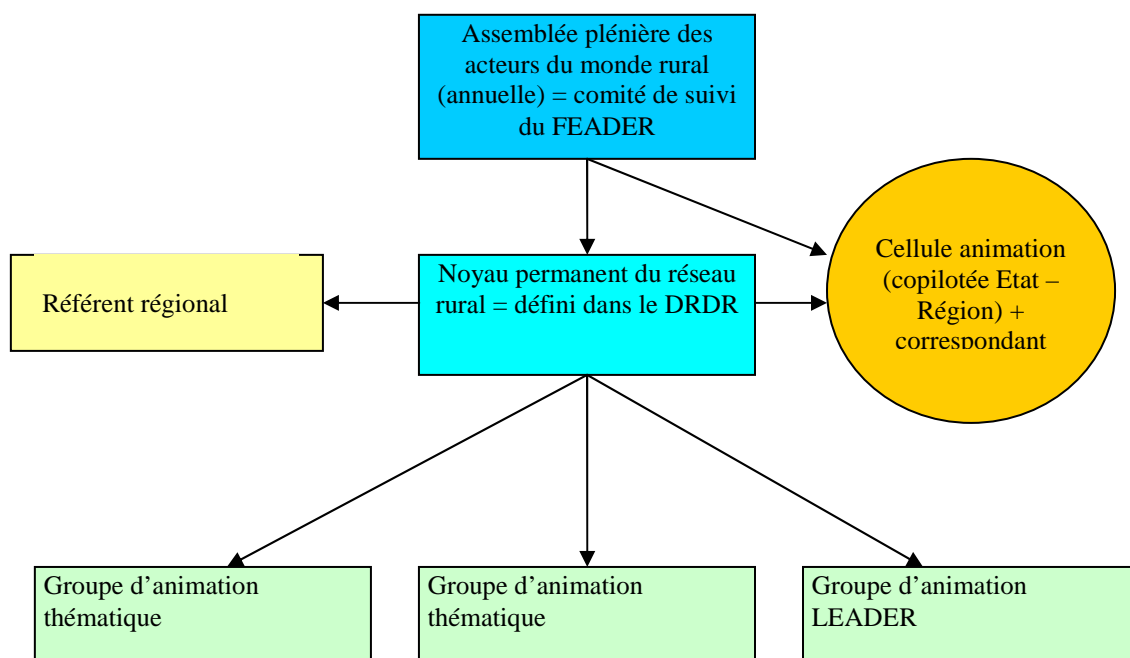 Assemblée plénière des
acteurs du monde rural
(annuelle) = comité de suivi
du FEADER
Référent régional
Noyau permanent du réseau
rural = défini dans le DRDR
Cellule animation
(copilotée Etat –
Région) +
correspondant
Groupe d’animation
thématique
Groupe d’animation
thématique
Groupe d’animation
LEADER